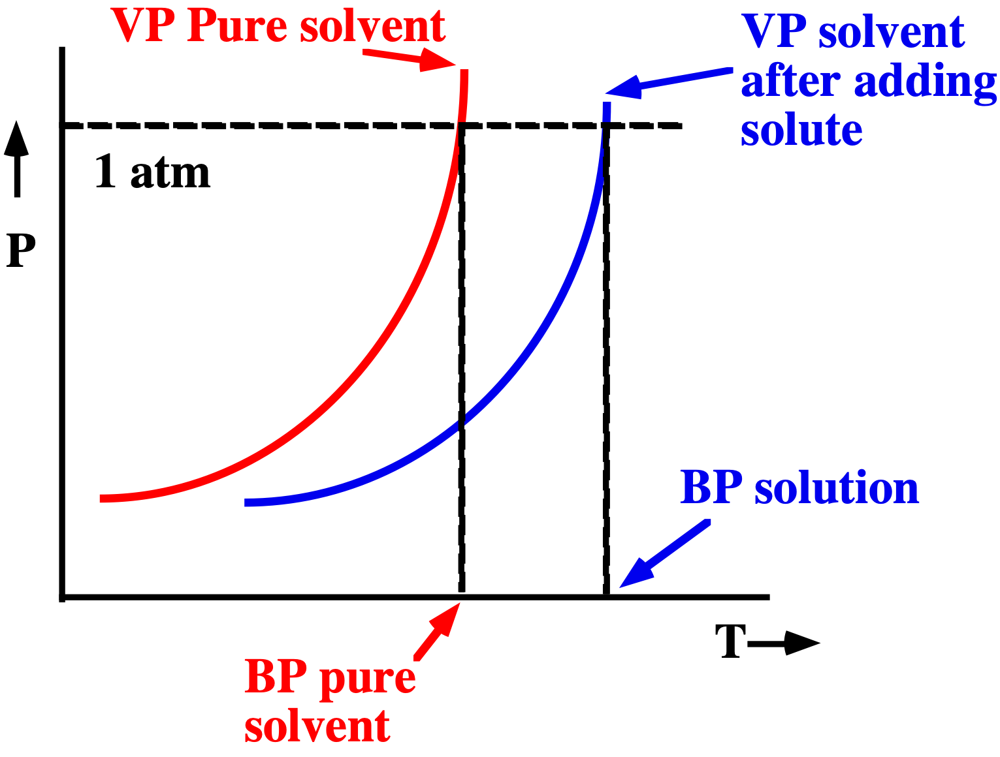 VP Pure solvent
VP solvent
after adding
solute
1 atm
P
BP solution
T
BP pure
solvent